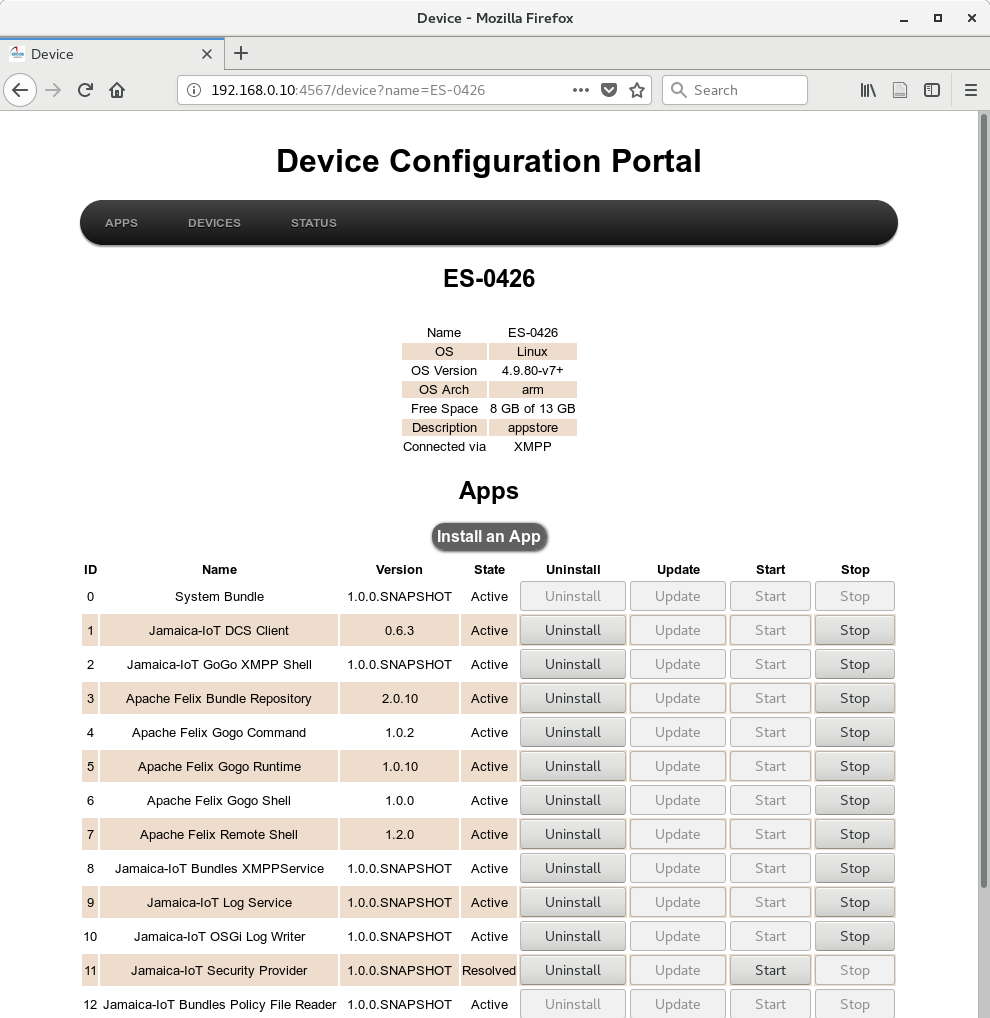 Device - Mozilla Firefox
Device
192.168.0.10:4567/device?name=ES-0426
Search
Device Configuration Portal
APPS DEVICES STATUS
ES-0426
Name ES-0426
OS Linux
OS Version 4.9.80-v7+
OS Arch arm
Free Space 8 GB of 13 GB
Description appstore
Connected via XMPP
Apps
Install an App
ID Name Version State Uninstall Update Start Stop
0 System Bundle 1.0.0.SNAPSHOT Active Uninstall Update Start Stop
1 Jamaica-IoT DCS Client 0.6.3 Active Uninstall Update Start Stop
2 Jamaica-IoT GoGo XMPP Shell 1.0.0.SNAPSHOT Active Uninstall Update Start Stop
3 Apache Felix Bundle Repository 2.0.10 Active Uninstall Update Start Stop
4 Apache Felix Gogo Command 1.0.2 Active Uninstall Update Start Stop
5 Apache Felix Gogo Runtime 1.0.10 Active Uninstall Update Start Stop
6 Apache Felix Gogo Shell 1.0.0 Active Uninstall Update Start Stop
7 Apache Felix Remote Shell 1.2.0 Active Uninstall Update Start Stop
8 Jamaica-IoT Bundles XMPPService 1.0.0.SNAPSHOT Active Uninstall Update Start Stop
9 Jamaica-IoT Log Service 1.0.0.SNAPSHOT Active Uninstall Update Start Stop
10 Jamaica-IoT OSGi Log Writer 1.0.0.SNAPSHOT Active Uninstall Update Start Stop
11 Jamaica-IoT Security Provider 1.0.0.SNAPSHOT Resolved Uninstall Update Start Stop
12 Jamaica-IoT Bundles Policy File Reader 1.0.0.SNAPSHOT Active Uninstall Update Start Stop